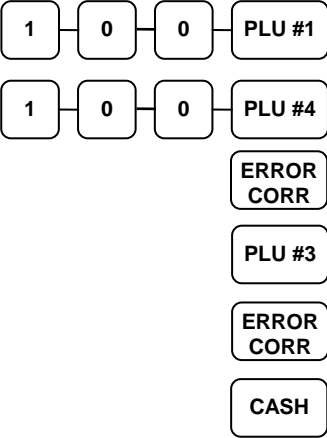 1 0 0 PLU #1
1 0 0 PLU #4
ERROR
CORR
PLU #3
ERROR
CORR
CASH